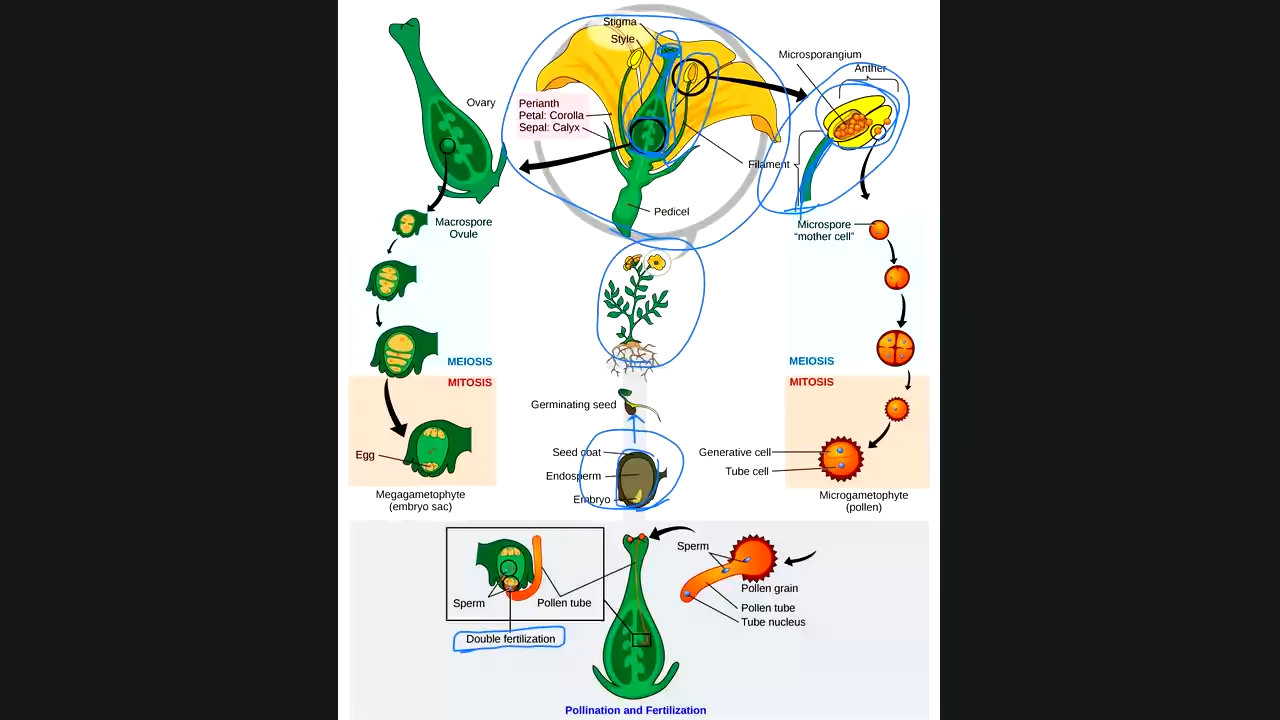 Stigma
Style
Microsporangium
Anther
Ovary
Perianth
Petal: Corolla
Sepal: Calyx
Filament
Pedicel
Macrospore
Ovule
Microspore
“mother cell”
MEIOSIS
MITOSIS
MEIOSIS
MITOSIS
Germinating seed
Egg
Seed coat
Endosperm
Embryo
Generative cell
Tube cell
Megagametophyte
(embryo sac)
Microgametophyte
(pollen)
Sperm
Pollen tube
Double fertilization
Sperm
Pollen grain
Pollen tube
Tube nucleus
Pollination and Fertilization